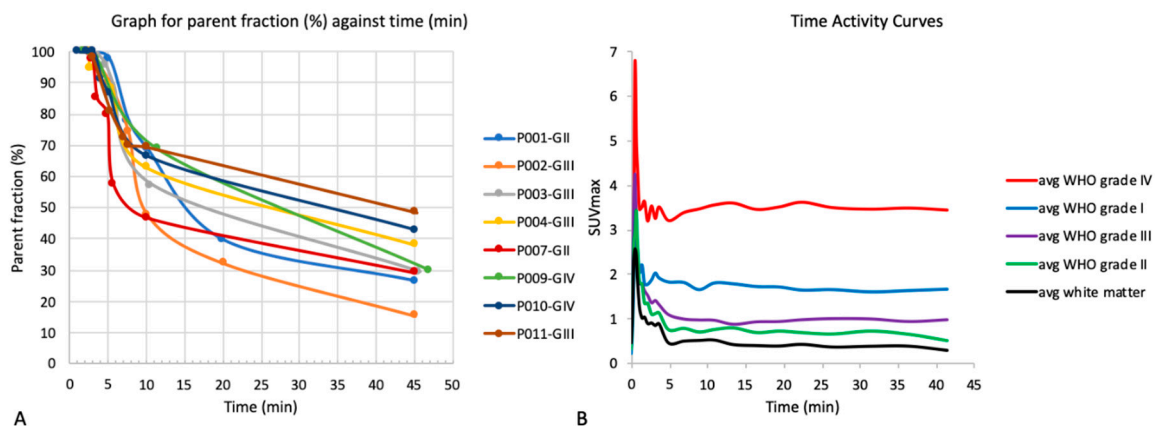 Graph for parent fraction (%) against time (min)
Parent fraction (%)
100
90
80
70
60
50
40
30
20
10
0
0 5 10 15 20 25 30 35 40 45 50
Time (min)
P001-GII
P002-GIII
P003-GIII
P004-GIII
P007-GII
P009-GIV
P010-GIV
P011-GIII
A
Time Activity Curves
SUVmax
7
6
5
4
3
2
1
0
0 5 10 15 20 25 30 35 40 45
Time (min)
avg WHO grade IV
avg WHO grade I
avg WHO grade III
avg WHO grade II
avg white matter
B